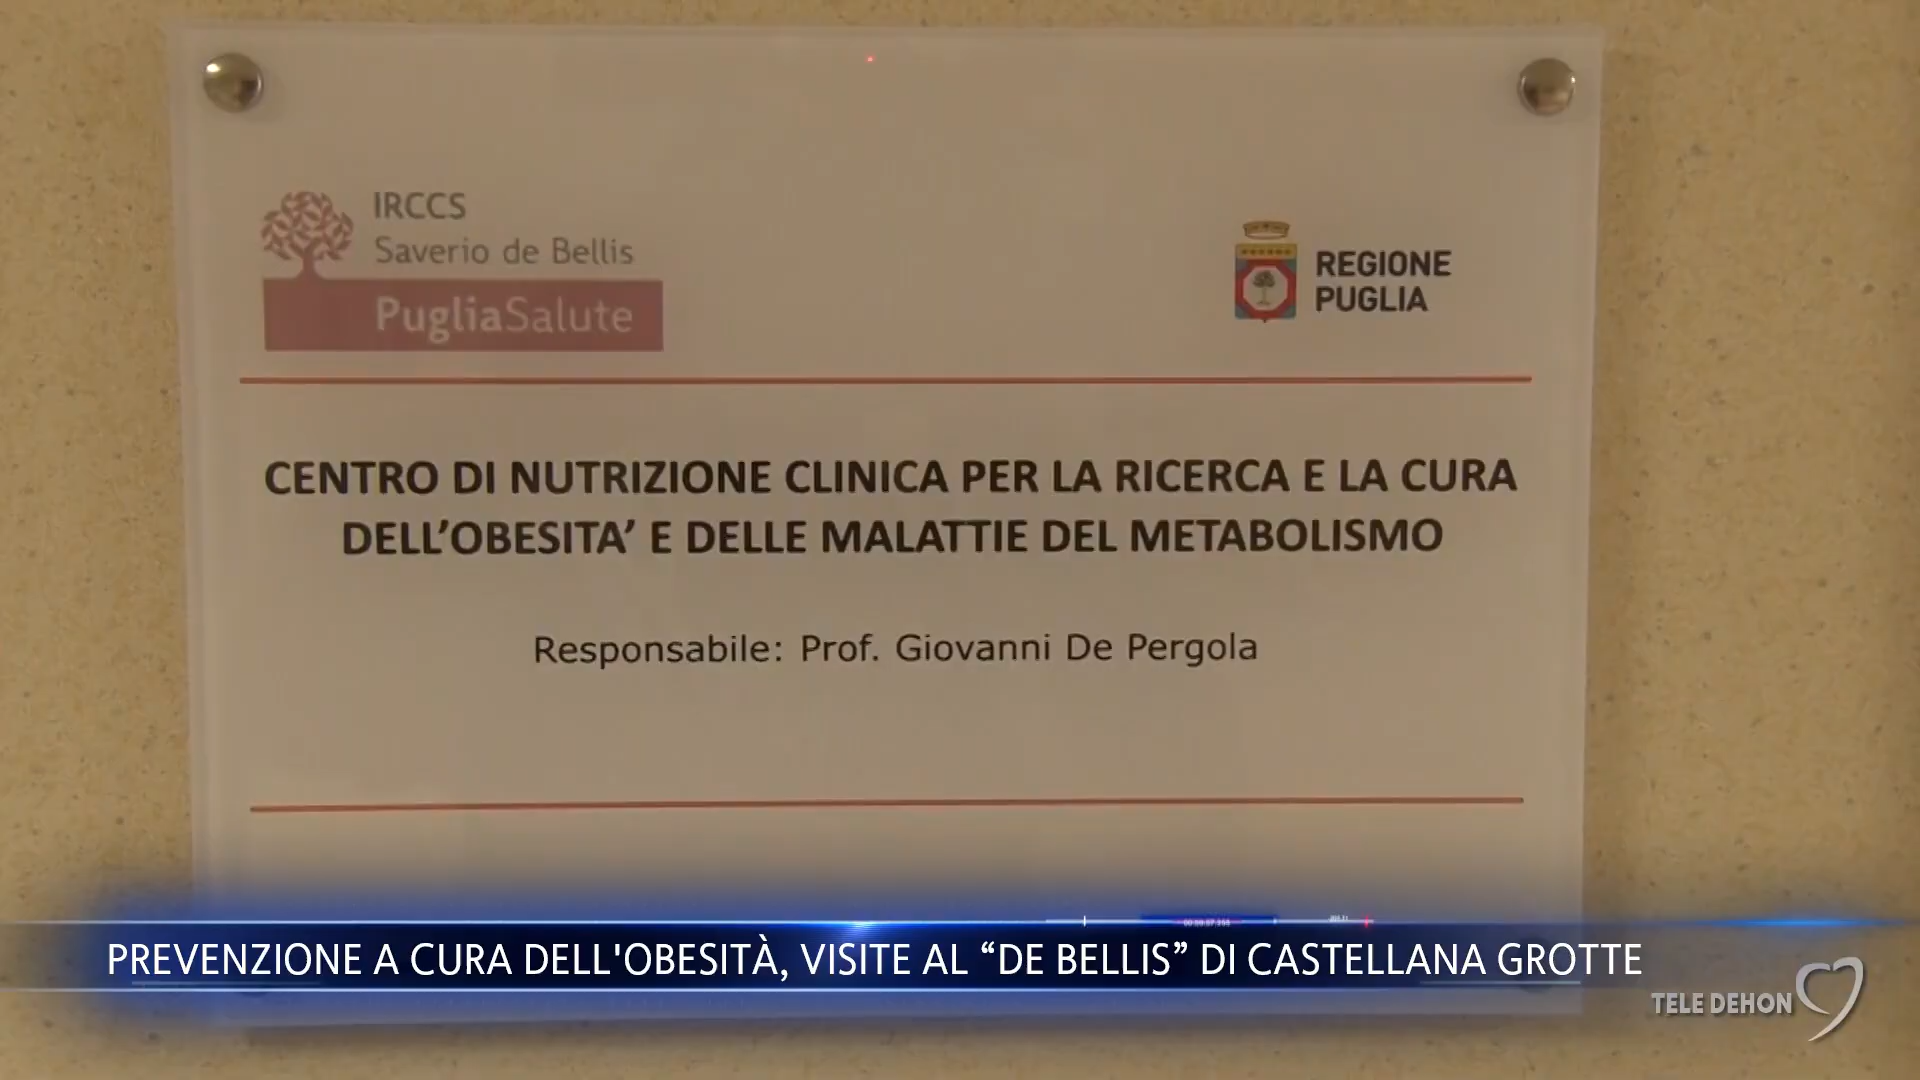 IRCCS
Saverio de Bellis
PugliaSalute
REGIONE
PUGLIA
CENTRO DI NUTRIZIONE CLINICA PER LA RICERCA E LA CURA
DELL’OBESITA’ E DELLE MALATTIE DEL METABOLISMO
Responsabile: Prof. Giovanni De Pergola
PREVENZIONE A CURA DELL'OBESITÀ, VISITE AL “DE BELLIS” DI CASTELLANA GROTTE
TELE DEHON